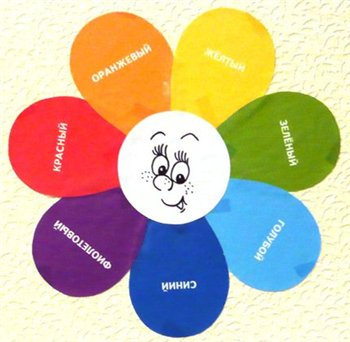 КРАСНЫЙ
ОРАНЖЕВЫЙ
ЖЁЛТЫЙ
ЗЕЛЁНЫЙ
ГОЛУБОЙ
СИНИЙ
ФИОЛЕТОВЫЙ